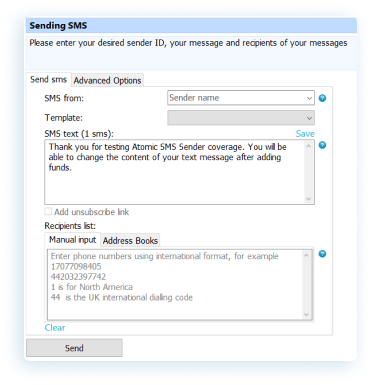 Sending SMS
Please enter your desired sender ID, your message and recipients of your messages
Send sms Advanced Options
SMS from: Sender name
Template:
SMS text (1 sms): Save
Thank you for testing Atomic SMS Sender coverage. You will be
able to change the content of your text message after adding
funds.
Add unsubscribe link
Recipients list:
Manual input Address Books
Enter phone numbers using international format, for example
17077098405
442032397742
1 is for North America
44 is the UK international dialing code
Clear
Send